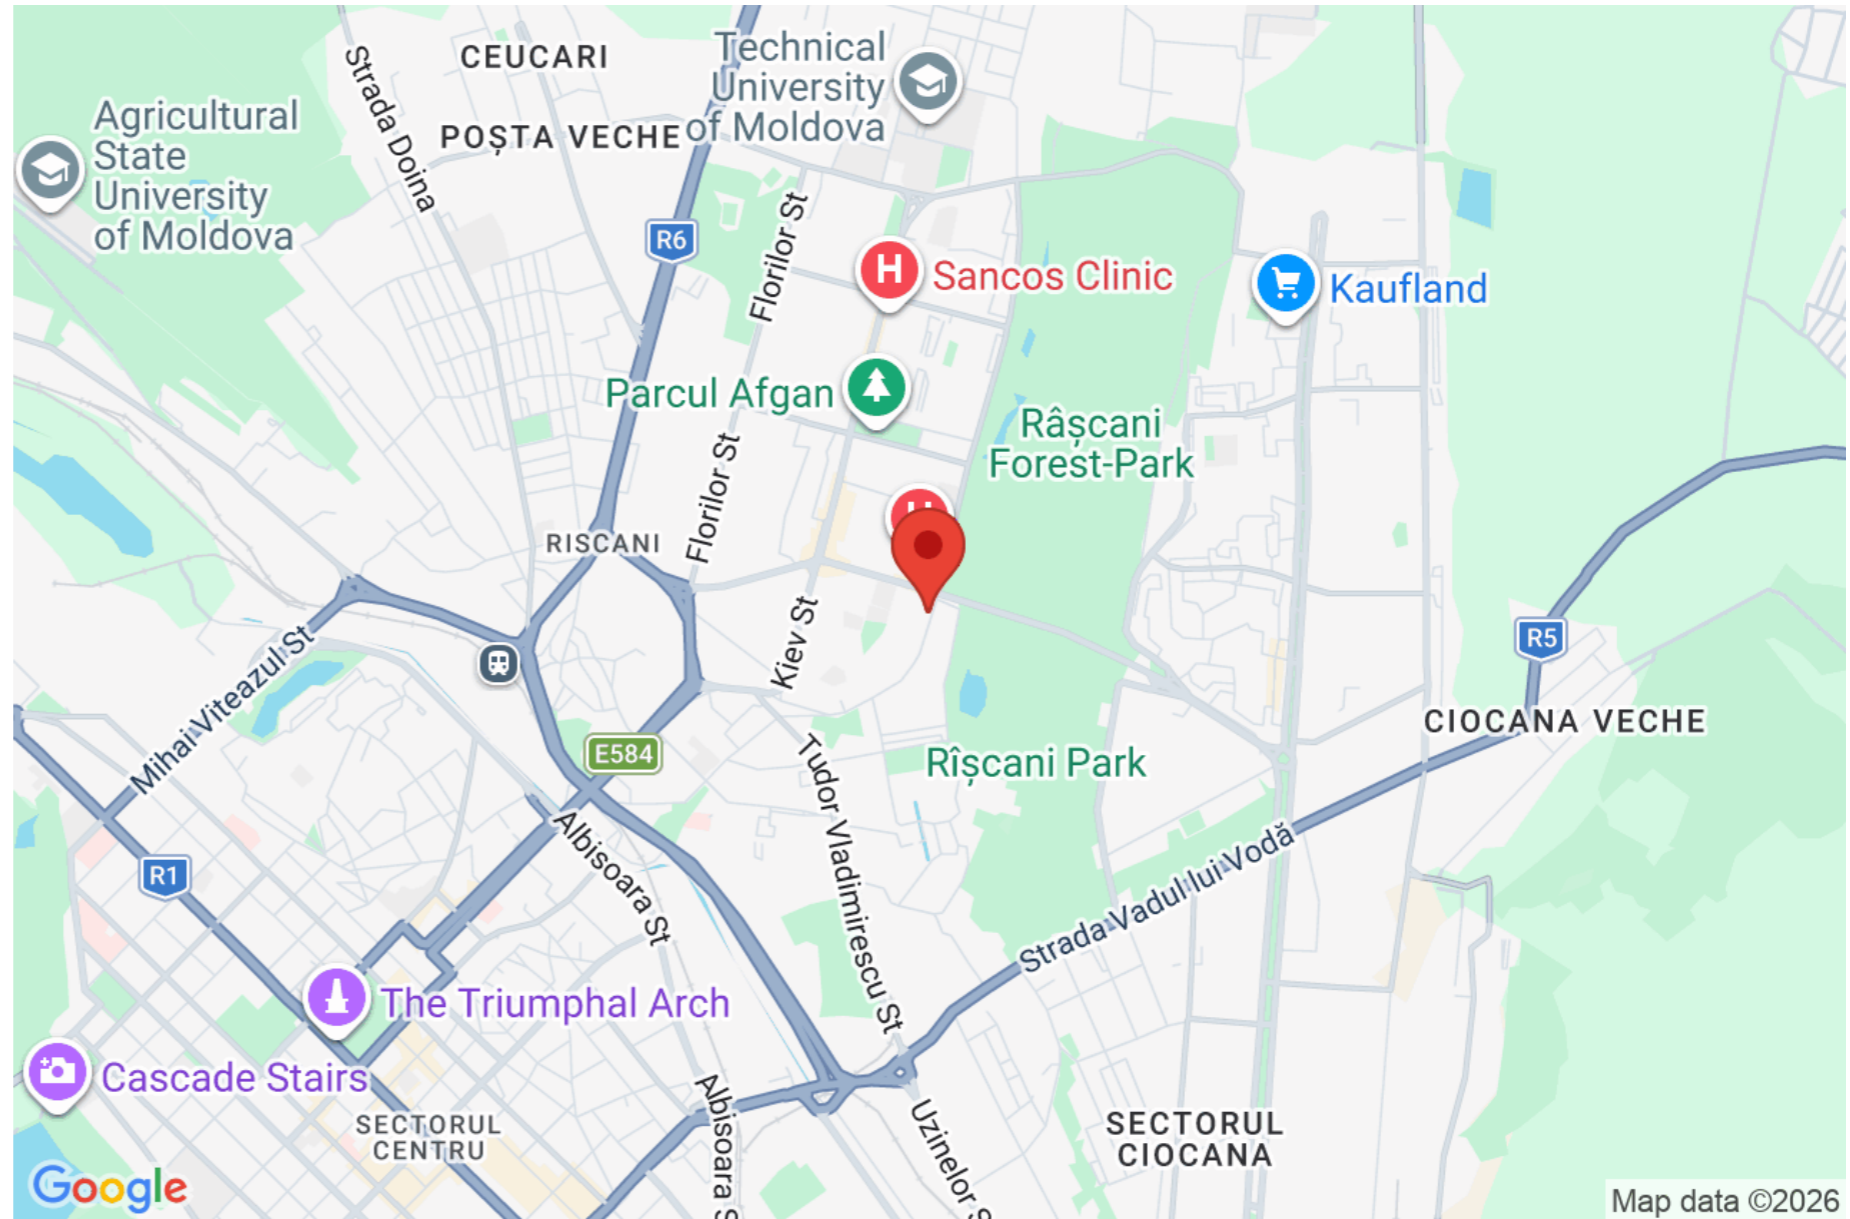 CEUCARI
Technical
University
of Moldova
Strada Doina
Agricultural
State
University
of Moldova
POȘTA VECHE
R6
Florilor St
H
Sancos Clinic
Kaufland
Parcul Afgan
Râșcani
Forest-Park
Florilor St
RISCANI
Kiev St
R5
Mihai Viteazul St
CIOCANA VECHE
E584
Rîșcani Park
Tudor Vladimirescu St
Albisoara St
Strada Vadul lui Vodă
R1
The Triumphal Arch
Cascade Stairs
SECTORUL
CENTRU
Albisoara S
Uzinelor S
SECTORUL
CIOCANA
Google
Map data ©2026